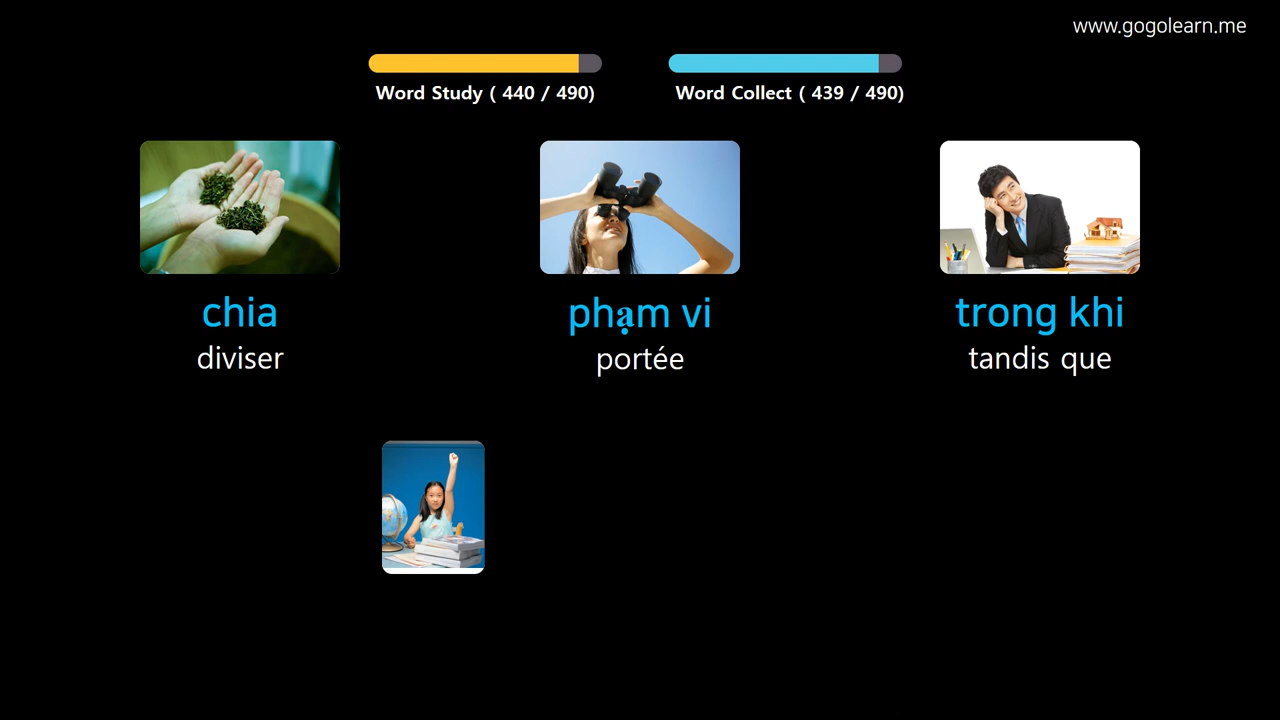 www.gogolearn.me
Word Study ( 440 / 490)
Word Collect ( 439 / 490)
chia
diviser
phạm vi
portée
trong khi
tandis que